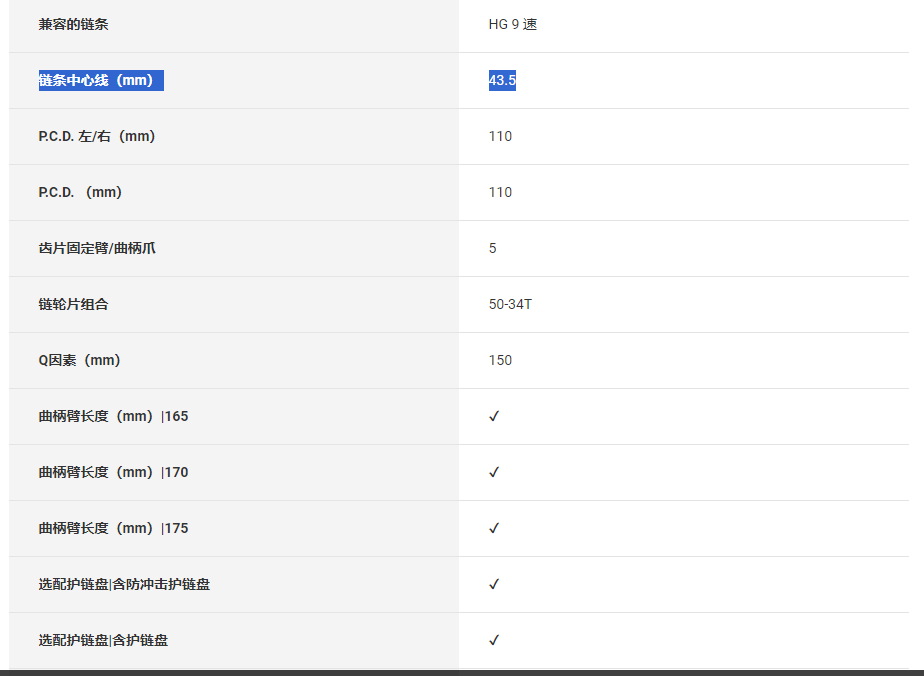 兼容的链条 HG 9 速
链条中心线（mm） 43.5
P.C.D. 左/右（mm） 110
P.C.D. （mm） 110
齿片固定臂/曲柄爪 5
链轮片组合 50-34T
Q因素（mm） 150
曲柄臂长度（mm）|165 ✓
曲柄臂长度（mm）|170 ✓
曲柄臂长度（mm）|175 ✓
选配护链盘|含防冲击护链盘 ✓
选配护链盘|含护链盘 ✓